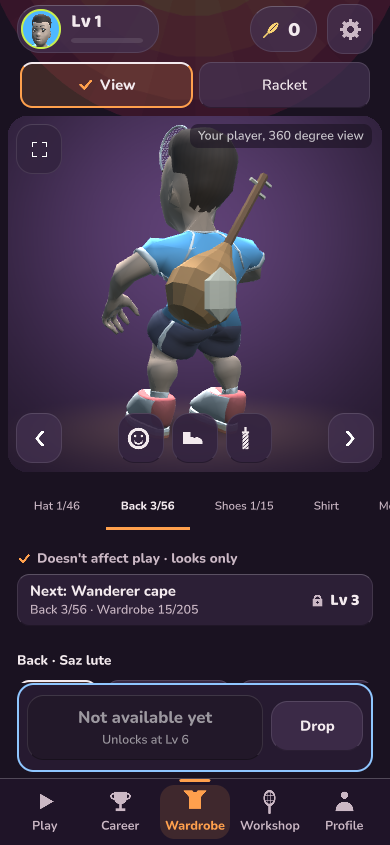 Lv 1
0
View
Racket
Your player, 360 degree view
Hat 1/46
Back 3/56
Shoes 1/15
Shirt
Doesn't affect play · looks only
Next: Wanderer cape
Back 3/56 · Wardrobe 15/205
Lv 3
Back · Saz lute
Not available yet
Unlocks at Lv 6
Drop
Play
Career
Wardrobe
Workshop
Profile